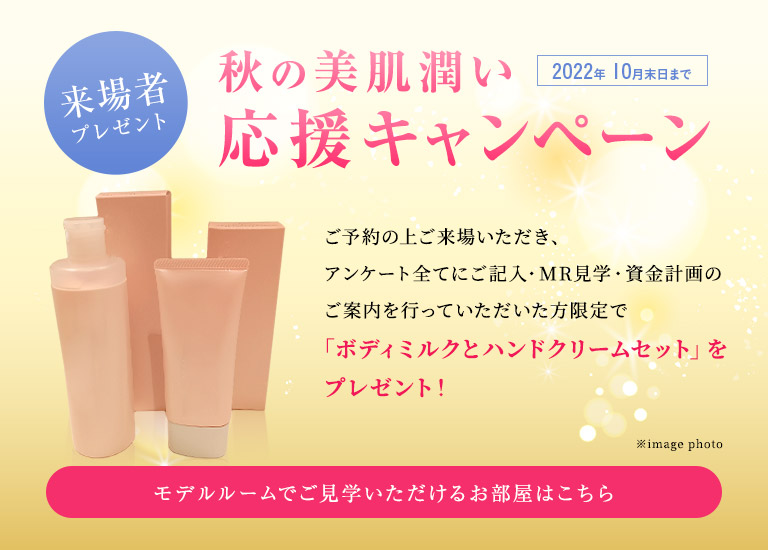 来場者
プレゼント
秋の美肌潤い
2022年 10月末日まで
応援キャンペーン
ご予約の上ご来場いただき、
アンケート全てにご記入・MR見学・資金計画の
ご案内を行っていただいた方限定で
「ボディミルクとハンドクリームセット」を
プレゼント！
※image photo
モデルルームでご見学いただけるお部屋はこちら